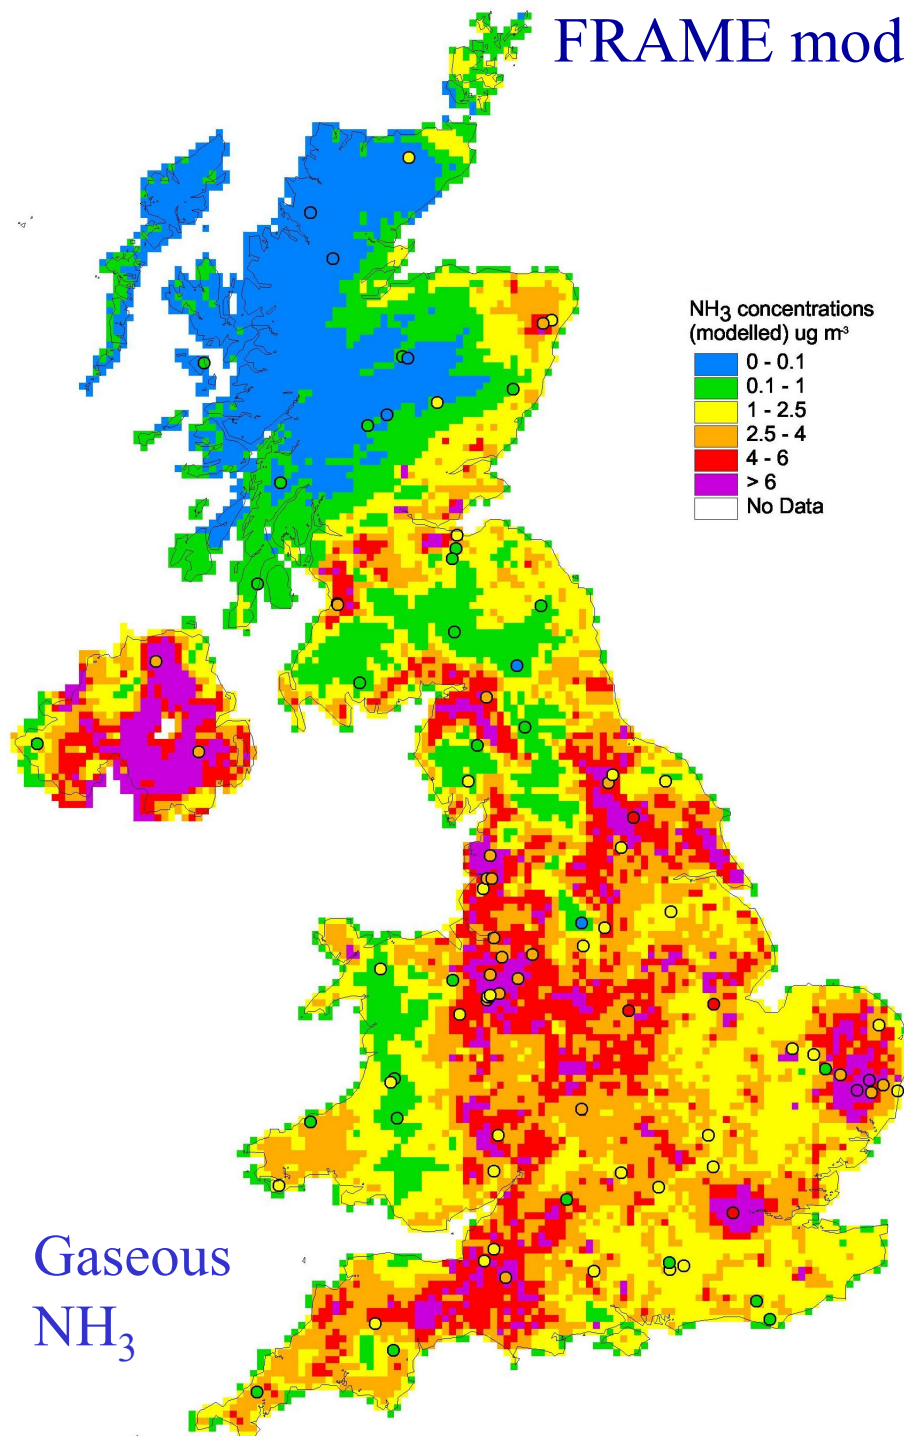 FRAME mod
NH3 concentrations
(modelled) ug m-3
0 - 0.1
0.1 - 1
1 - 2.5
2.5 - 4
4 - 6
> 6
No Data
Gaseous
NH3